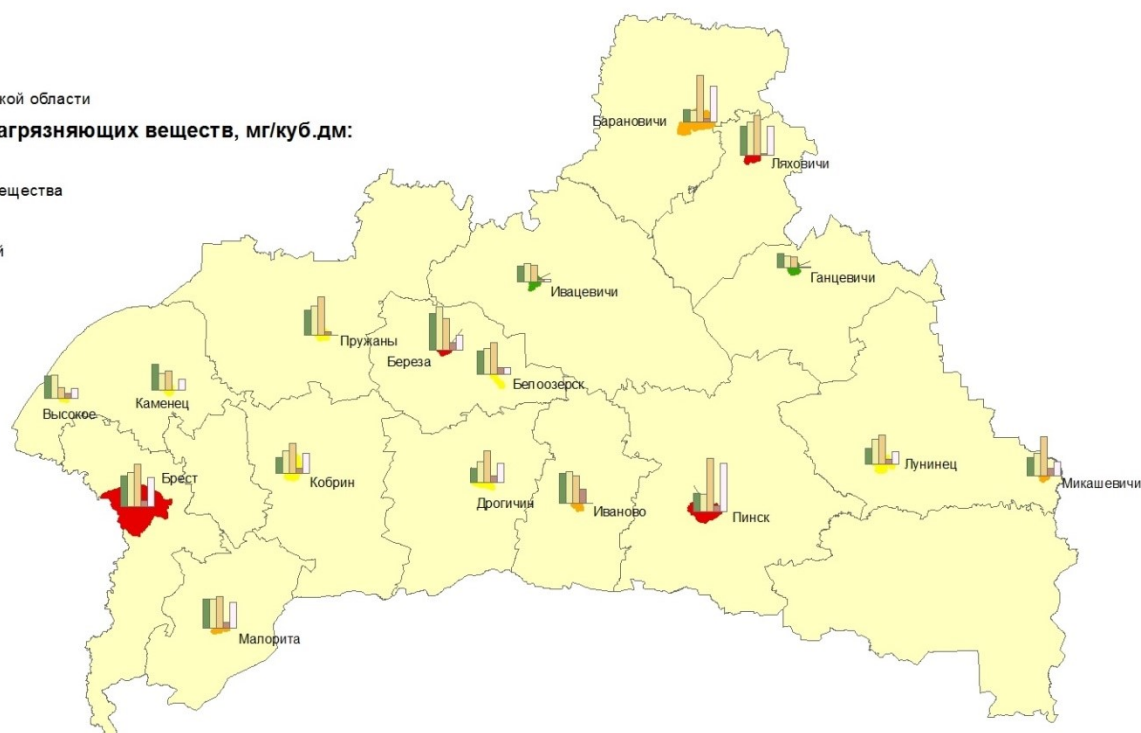 кой области
агрязняющих веществ, мг/куб.дм:
ещества
й
Барановичи
Ляховичи
Ганцевичи
Ивацевичи
Пружаны
Береза
Белоозерск
Каменец
Высокое
Брест
Кобрин
Дрогичин
Иваново
Пинск
Лунинец
Микашевичи
Малорита